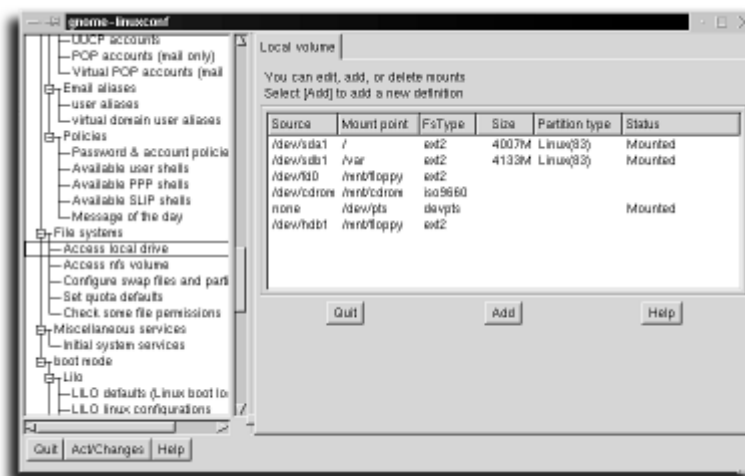 gnome-linuxconf
UUCP accounts
POP accounts (mail only)
Virtual POP accounts (mail
Email aliases
user aliases
virtual domain user aliases
Policies
Password & account policie
Available user shells
Available PPP shells
Available SLIP shells
Message of the day
File systems
Access local drive
Access nfs volume
Configure swap files and parti
Set quota defaults
Check some file permissions
Miscellaneous services
Initial system services
boot mode
Lilo
LILO defaults (Linux boot lo
LILO linux configurations
Quit Act/Changes Help
Local volume
You can edit, add, or delete mounts
Select [Add] to add a new definition
Source Mount point FsType Size Partition type Status
/dev/sda1 / ext2 4007M Linux(83) Mounted
/dev/sdb1 /var ext2 4133M Linux(83) Mounted
/dev/fd0 /mnt/floppy ext2
/dev/cdrom /mnt/cdrom iso9660
none /dev/pts devpts Mounted
/dev/hdb1 /mnt/floppy ext2
Quit Add Help